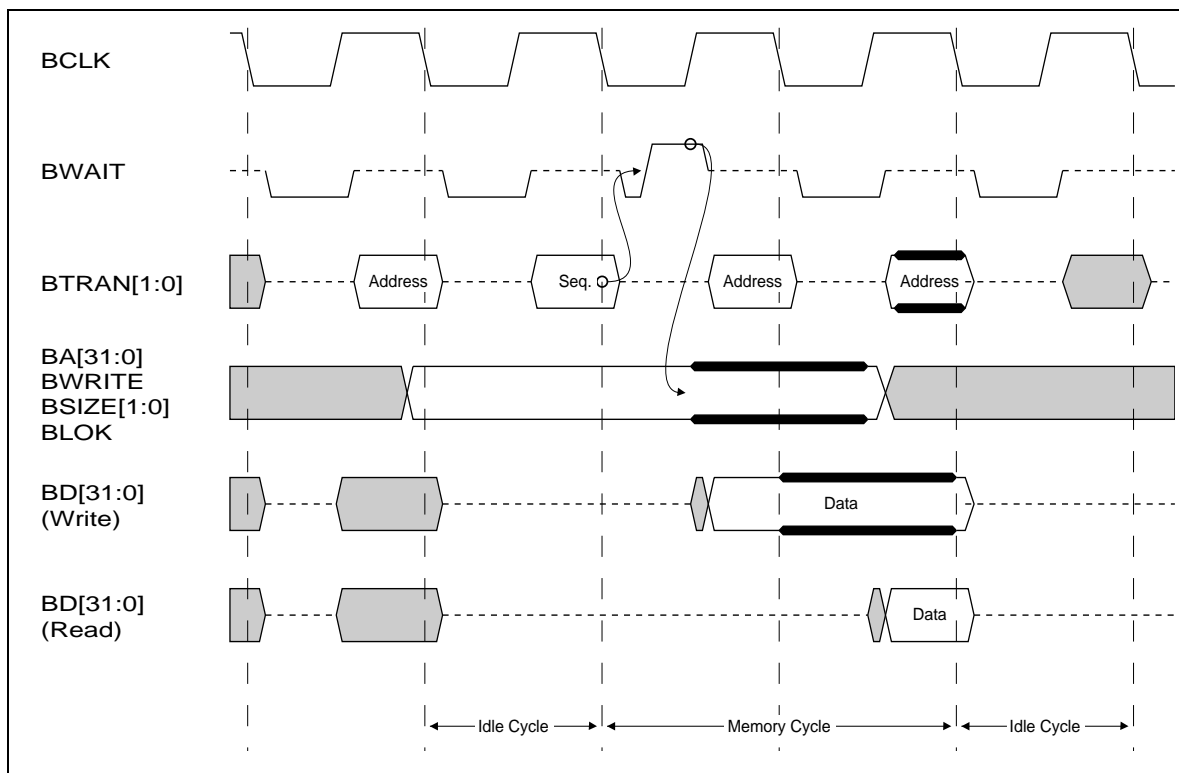 BCLK
BWAIT
BTRAN[1:0]
Address
Seq.
Address
Address
BA[31:0]
BWRITE
BSIZE[1:0]
BLOK
BD[31:0]
(Write)
Data
BD[31:0]
(Read)
Data
Idle Cycle
Memory Cycle
Idle Cycle